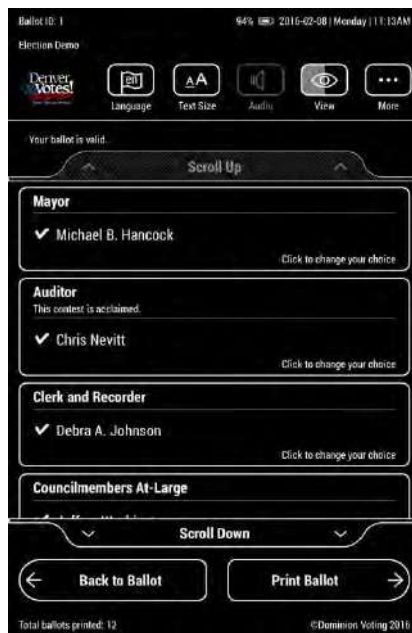 Ballot ID: 1
94% 2016-02-08 | Monday | 11:13AM
Election Demo
Denver Votes!
en
AA
Language
Text Size
Audio
View
More
Your ballot is valid.
Scroll Up
Mayor
✔ Michael B. Hancock
Click to change your choice
Auditor
This contest is acclaimed.
✔ Chris Nevitt
Click to change your choice
Clerk and Recorder
✔ Debra A. Johnson
Click to change your choice
Councilmembers At-Large
Scroll Down
Back to Ballot
Print Ballot
Total ballots printed: 12
©Dominion Voting 2016